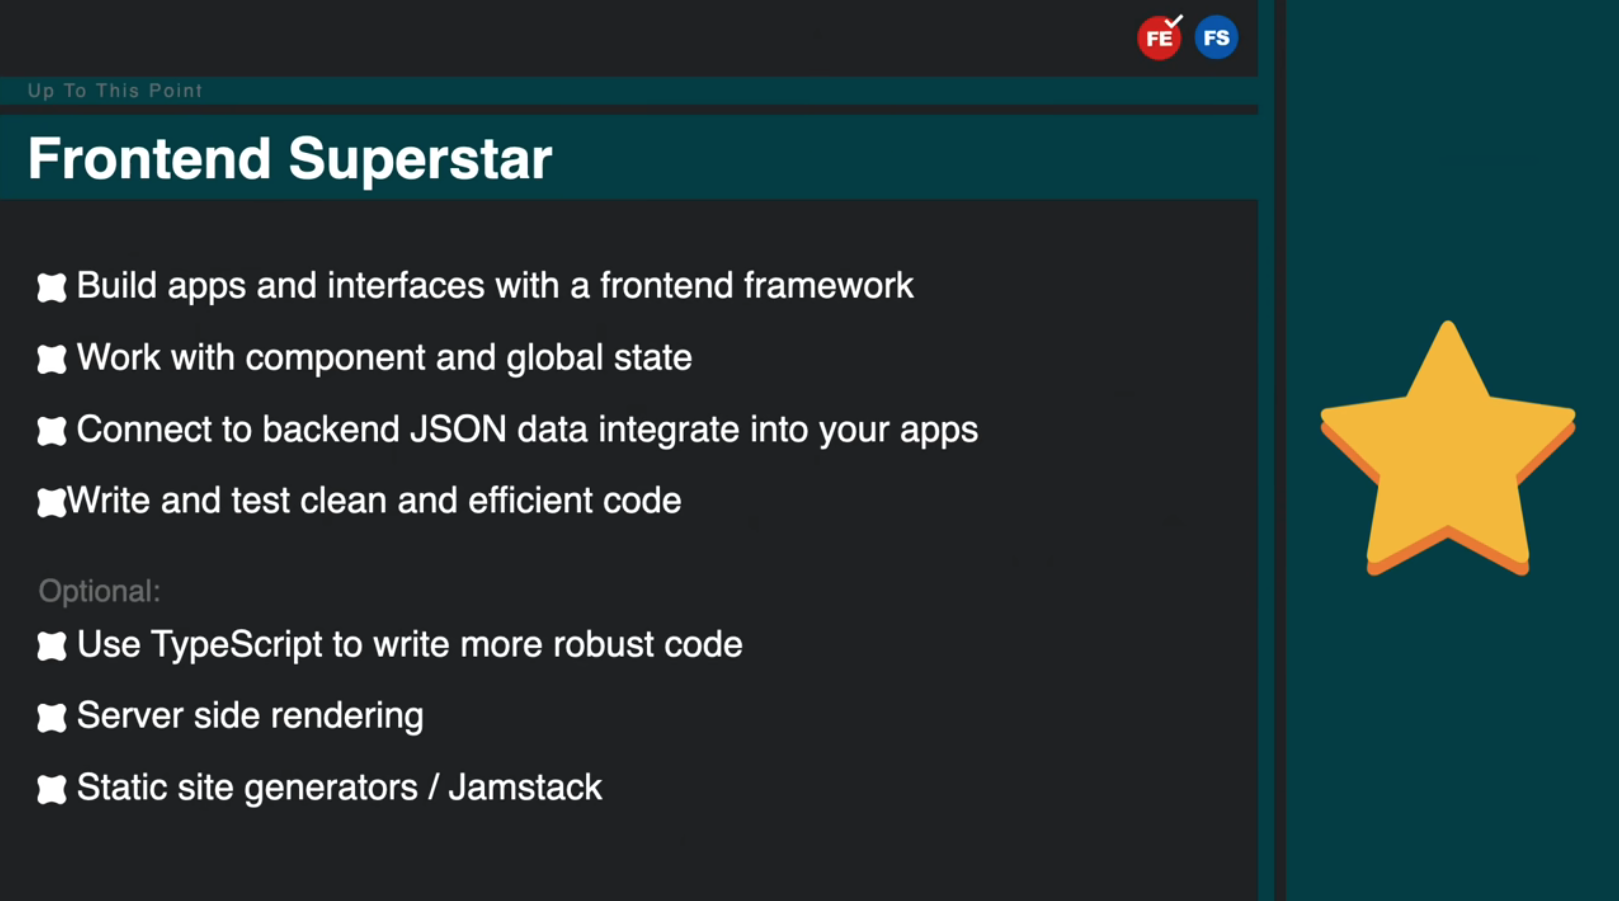 FE FS
Up To This Point
Frontend Superstar
Build apps and interfaces with a frontend framework
Work with component and global state
Connect to backend JSON data integrate into your apps
Write and test clean and efficient code
Optional:
Use TypeScript to write more robust code
Server side rendering
Static site generators / Jamstack